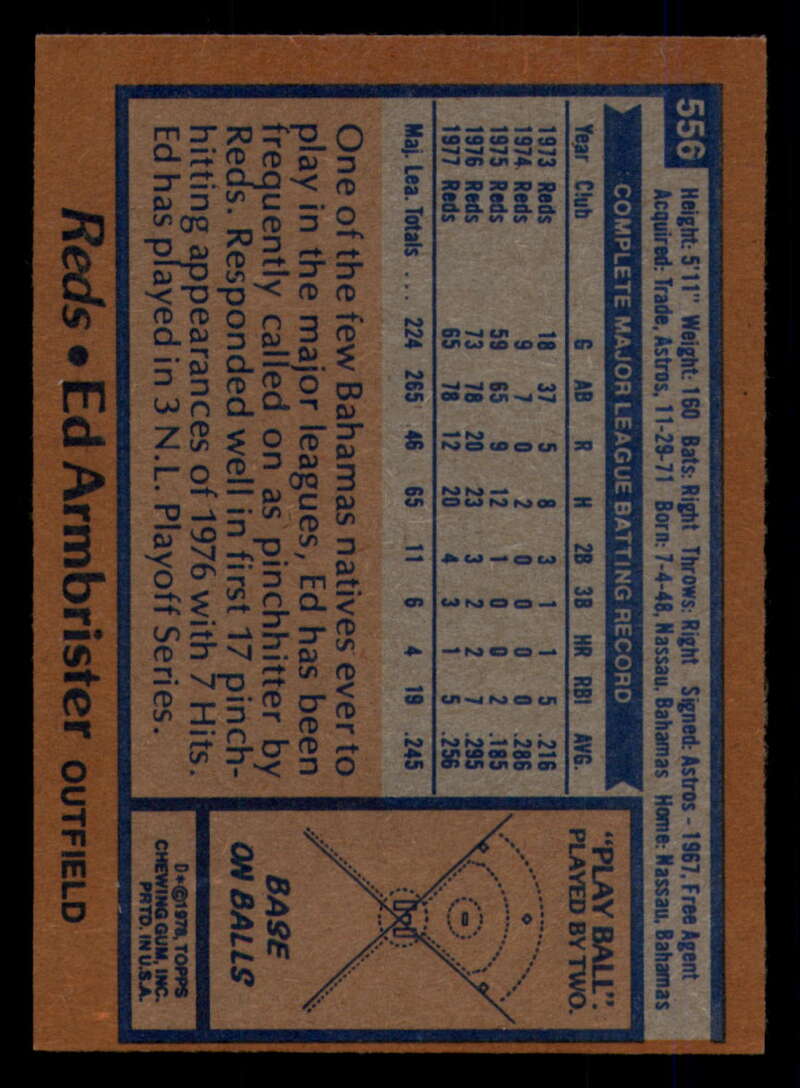 556
Height: 5'11" Weight: 160 Bats: Right Throws: Right Signed: Astros - 1967, Free Agent
Acquired: Trade, Astros, 11-29-71 Born: 7-4-48, Nassau, Bahamas Home: Nassau, Bahamas
COMPLETE MAJOR LEAGUE BATTING RECORD
Year Club G AB R H 2B 3B HR RBI AVG.
1973 Reds 18 37 5 8 3 1 1 5 .216
1974 Reds 9 7 0 2 0 0 0 0 .286
1975 Reds 59 65 9 12 1 0 0 2 .185
1976 Reds 73 78 20 23 3 2 2 7 .295
1977 Reds 65 78 12 20 4 3 1 5 .256
Maj. Lea. Totals ... 224 265 46 65 11 6 4 19 .245
One of the few Bahamas natives ever to
play in the major leagues, Ed has been
frequently called on as pinchhitter by
Reds. Responded well in first 17 pinch-
hitting appearances of 1976 with 7 Hits.
Ed has played in 3 N.L. Playoff Series.
"PLAY BALL":
PLAYED BY TWO.
BASE
ON BALLS
D*©1978, TOPPS
CHEWING GUM, INC.
PRTD. IN U.S.A.
Reds • Ed Armbrister OUTFIELD